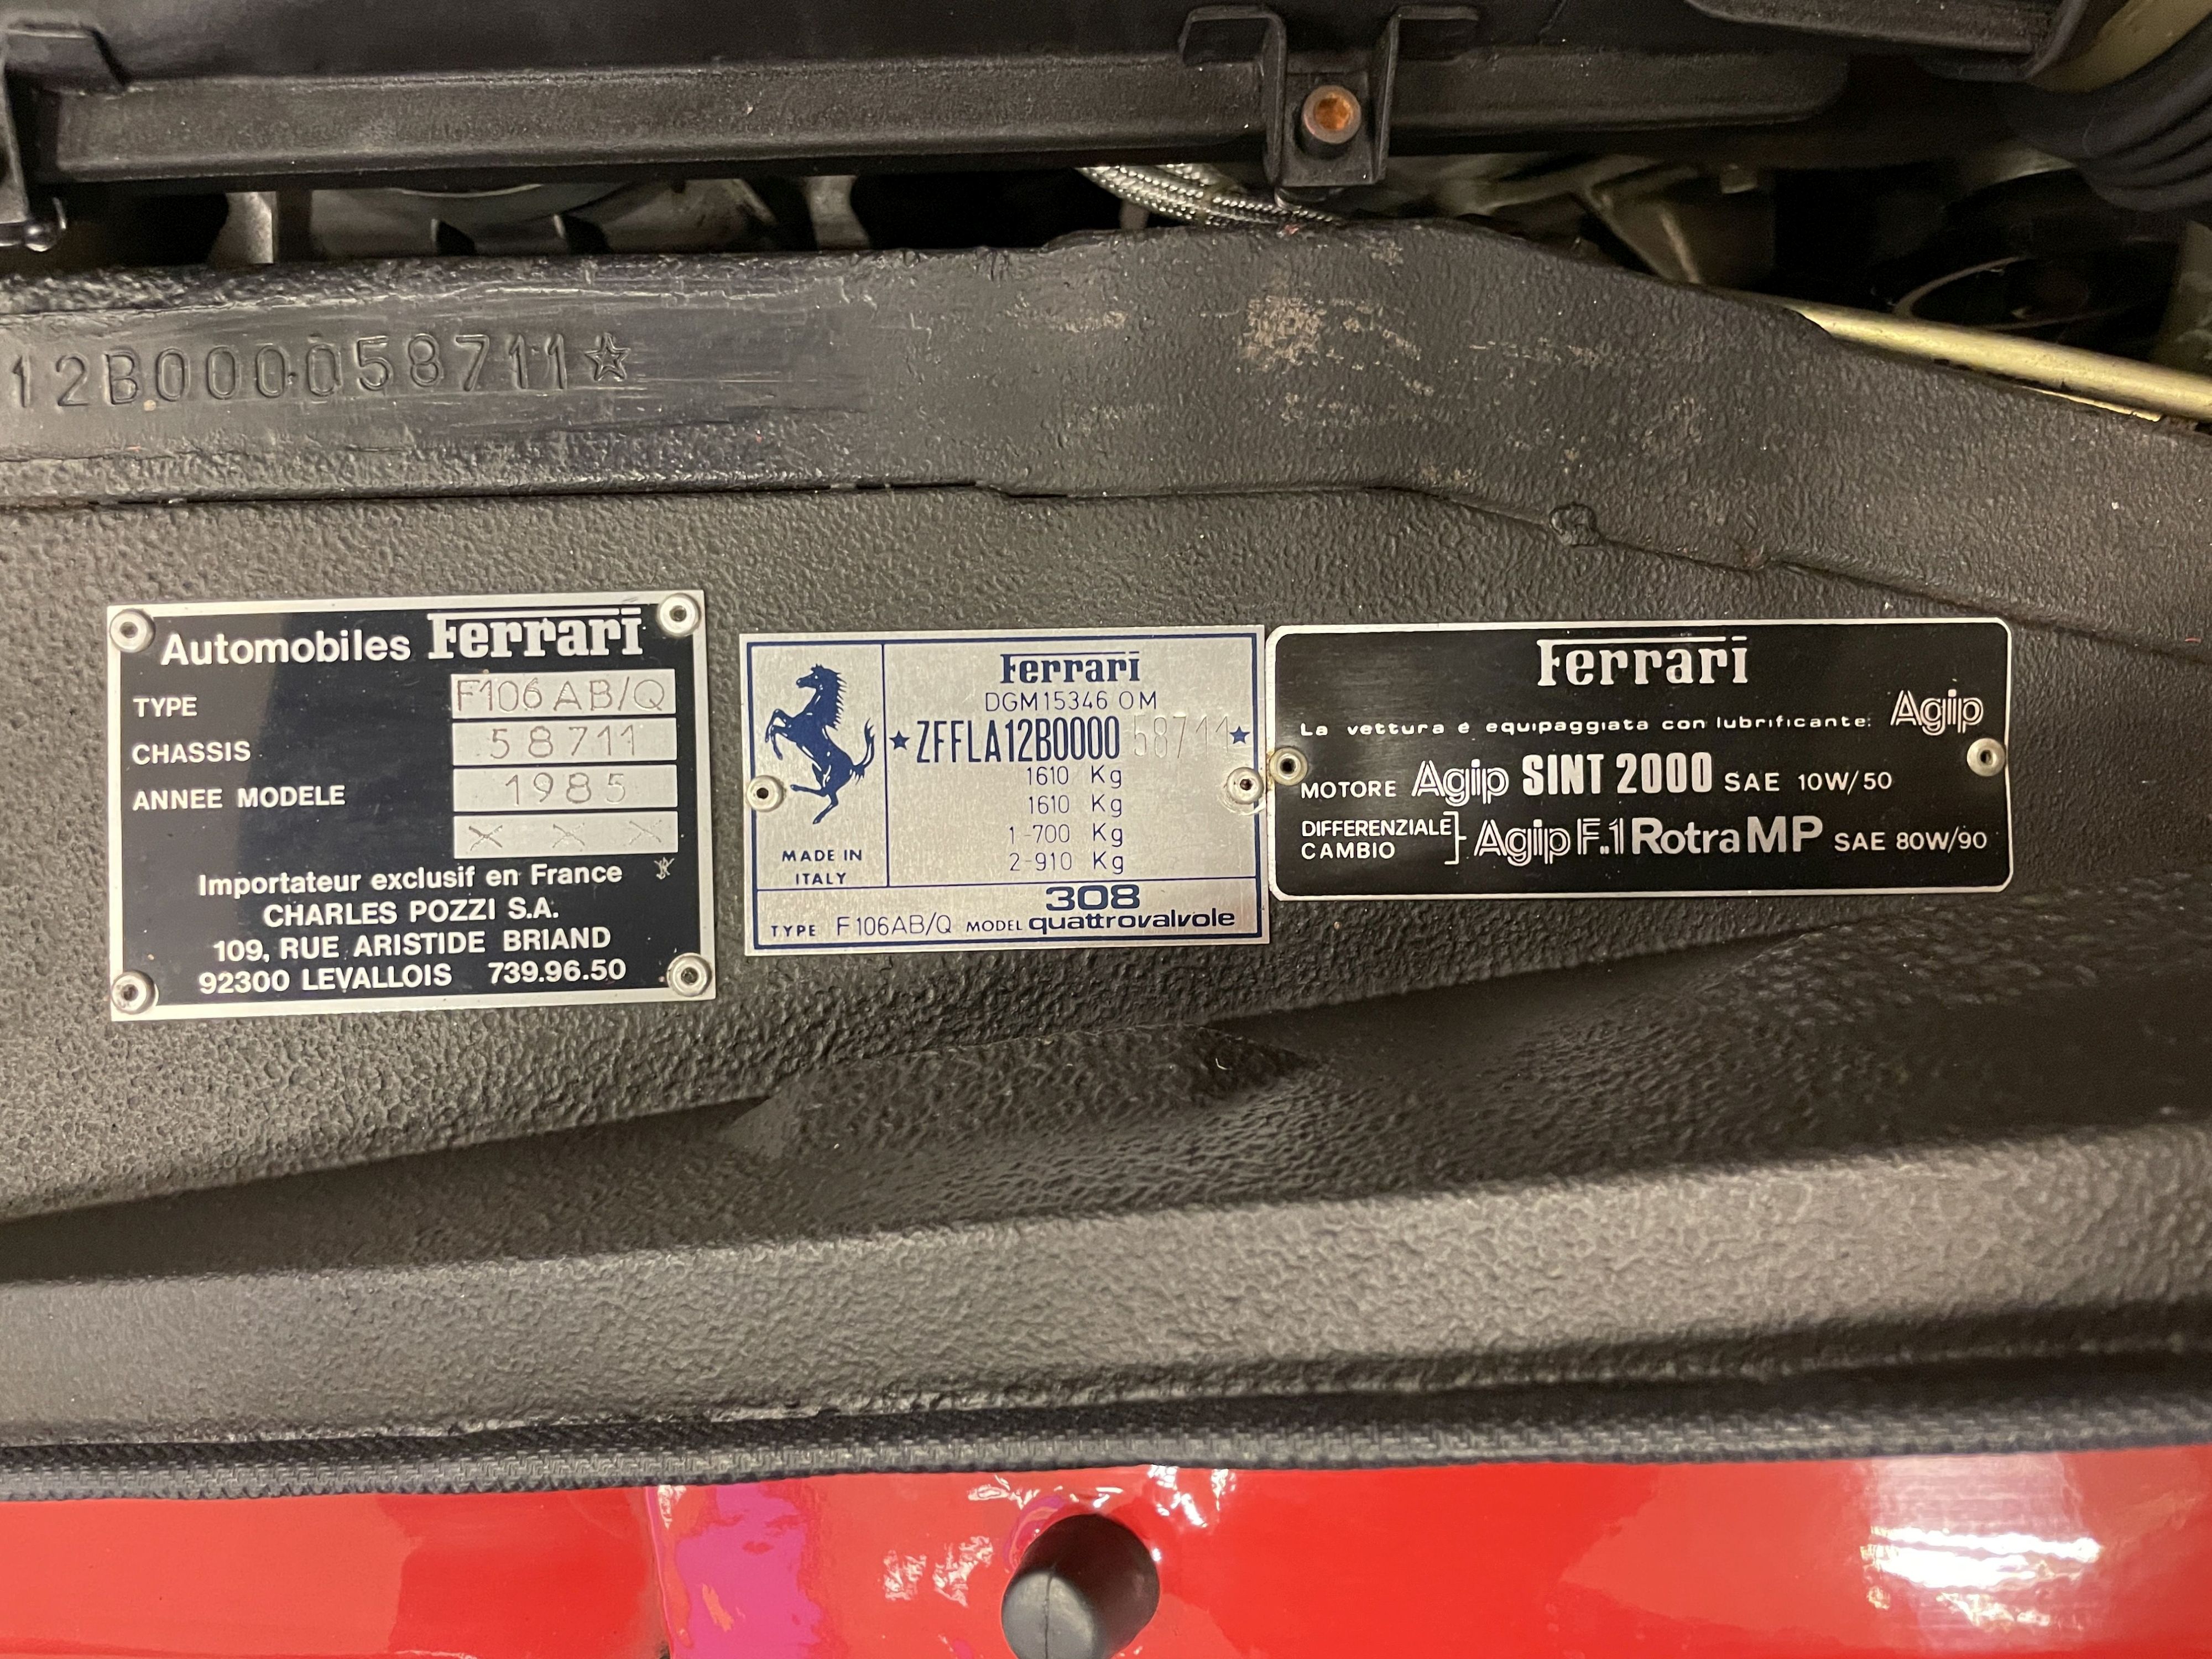 12B000058711☆
Automobiles Ferrari
TYPE F106AB/Q
CHASSIS 58711
ANNEE MODELE 1985
X X X
Importateur exclusif en France
CHARLES POZZI S.A.
109, RUE ARISTIDE BRIAND
92300 LEVALLOIS 739.96.50
Ferrari
DGM15346 OM
★ZFFLA12B0000 58711★
1610 Kg
1610 Kg
1-700 Kg
2-910 Kg
MADE IN
ITALY
308
TYPE F106AB/Q MODEL quattrovalvole
Ferrari
La vettura é equipaggiata con lubrificante: Agip
MOTORE Agip SINT 2000 SAE 10W/50
DIFFERENZIALE
CAMBIO
Agip F.1 Rotra MP SAE 80W/90